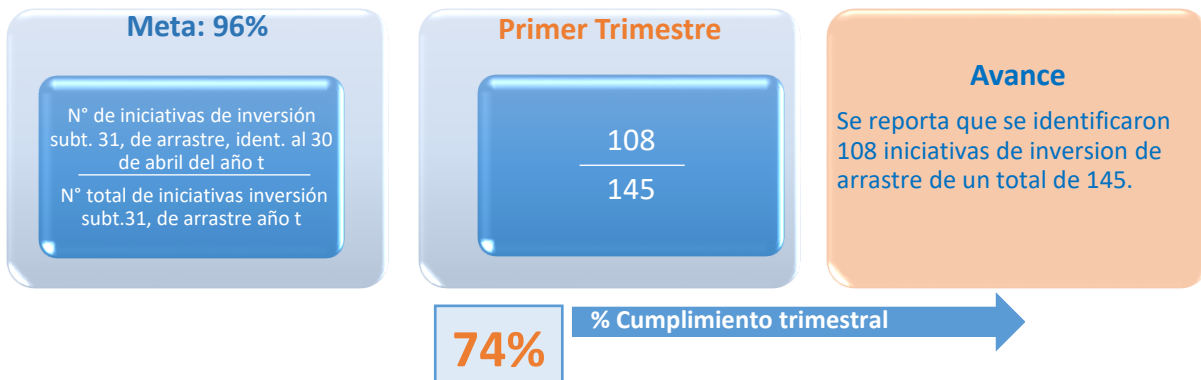 Meta: 96%
N° de iniciativas de inversión
subt. 31, de arrastre, ident. al 30
de abril del año t
N° total de iniciativas inversión
subt.31, de arrastre año t
Primer Trimestre
108
145
Avance
Se reporta que se identificaron
108 iniciativas de inversion de
arrastre de un total de 145.
74%
% Cumplimiento trimestral